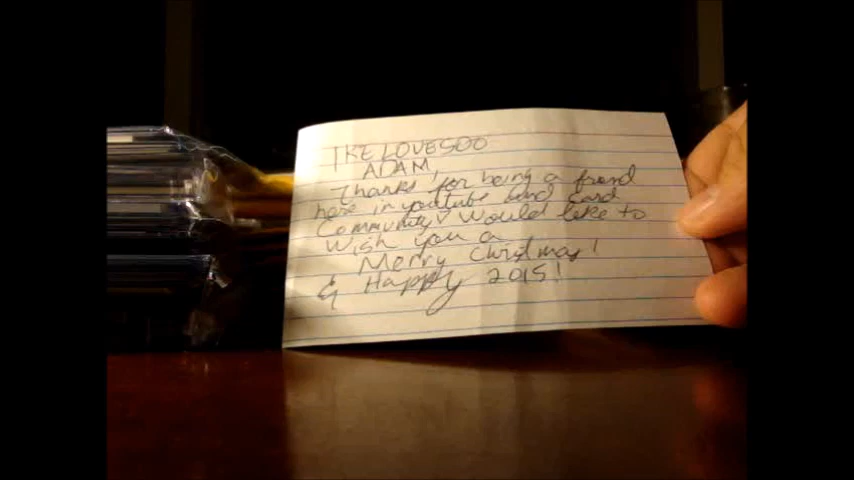 IKELOVESOO
ADAM,
Thanks for being a friend
here in youtube and card
Community! Would like to
Wish you a
Merry Christmas!
& Happy 2015!